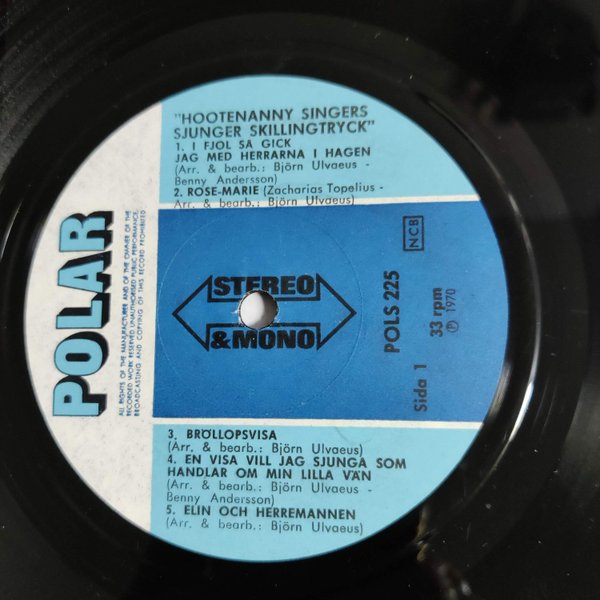 "HOOTENANNY SINGERS
SJUNGER SKILLINGTRYCK"
1. I FJOL SÅ GICK
JAG MED HERRARNA I HAGEN
(Arr. & bearb.: Björn Ulvaeus -
Benny Andersson)
2. ROSE-MARIE (Zacharias Topelius -
Arr. & bearb.: Björn Ulvaeus)
POLAR
ALL RIGHTS OF THE MANUFACTURER AND OF THE OWNER OF THE
RECORDED WORK RESERVED UNAUTHORISED PUBLIC PERFORMANCE,
BROADCASTING AND COPYING OF THIS RECORD PROHIBITED
STEREO
& MONO
NCB
POLS 225
Sida 1
33 rpm
Ⓟ 1970
3. BRÖLLOPSVISA
(Arr. & bearb.: Björn Ulvaeus)
4. EN VISA VILL JAG SJUNGA SOM
HANDLAR OM MIN LILLA VÄN
(Arr. & bearb.: Björn Ulvaeus -
Benny Andersson)
5. ELIN OCH HERREMANNEN
(Arr. & bearb.: Björn Ulvaeus)